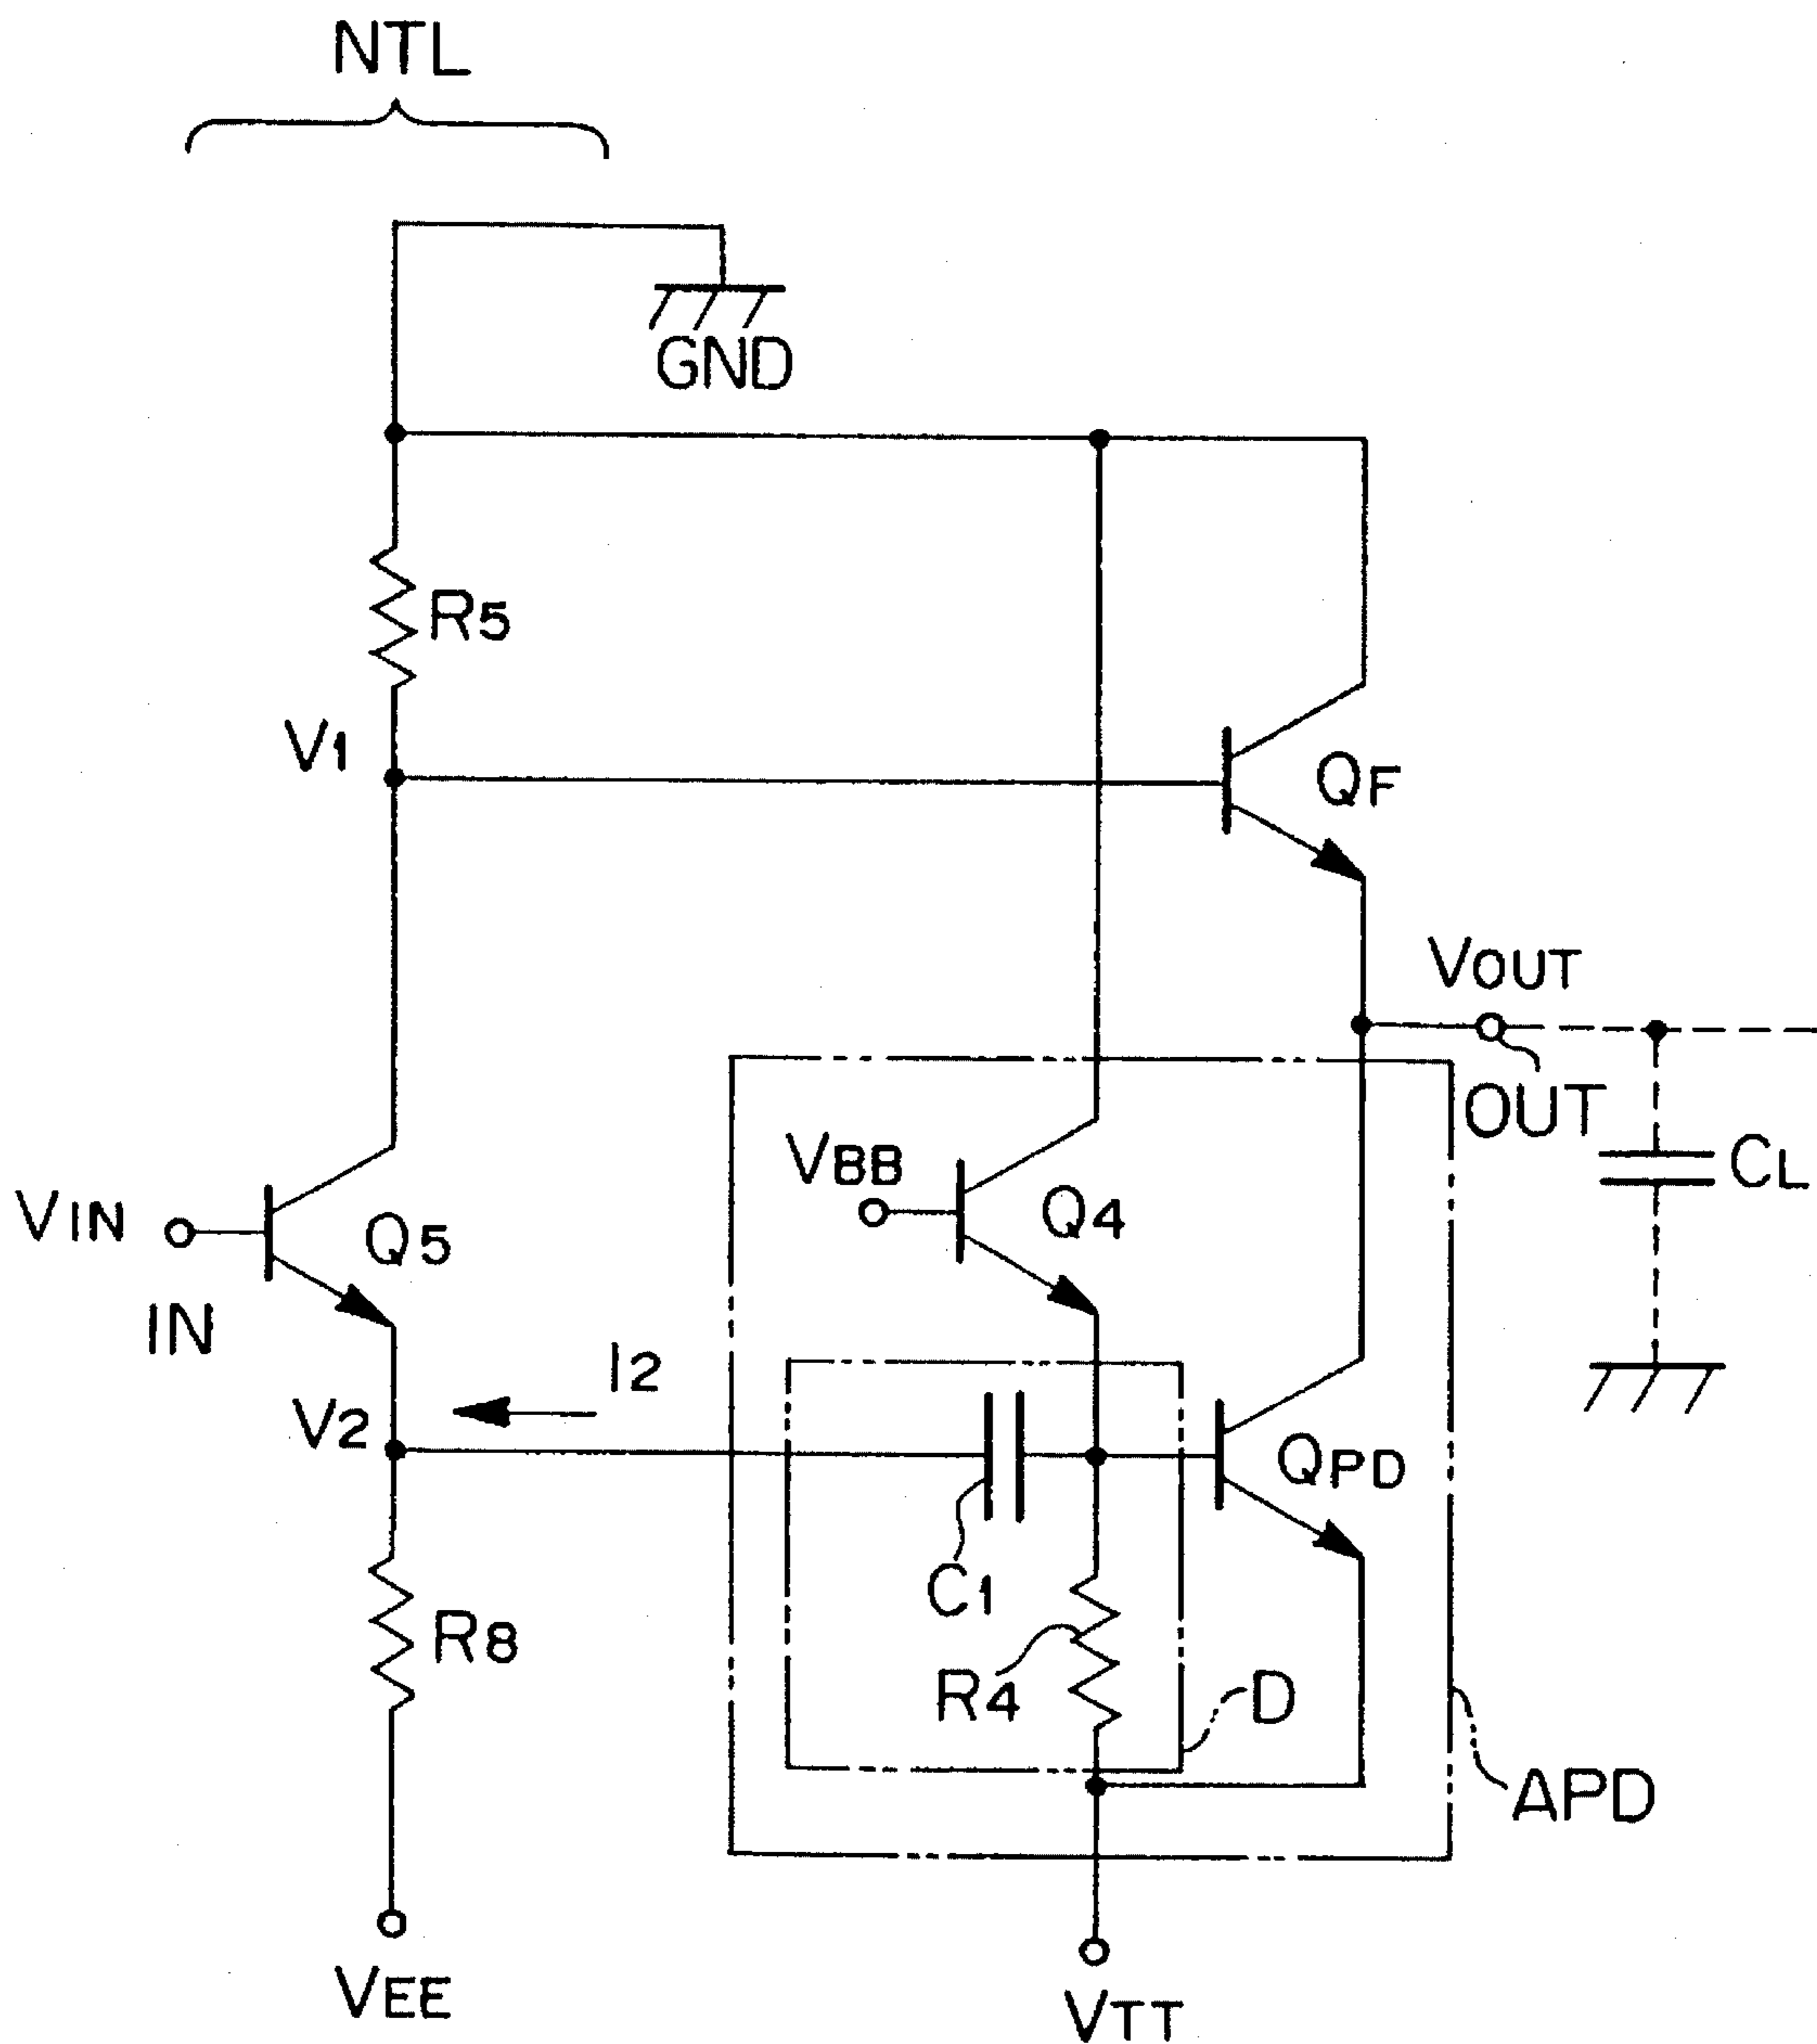 NTL
GND
R5
V1
QF
VOUT
OUT
CL
VBB
Q4
VIN
Q5
IN
I2
V2
QPD
C1
R8
R4
D
APD
VEE
VTT